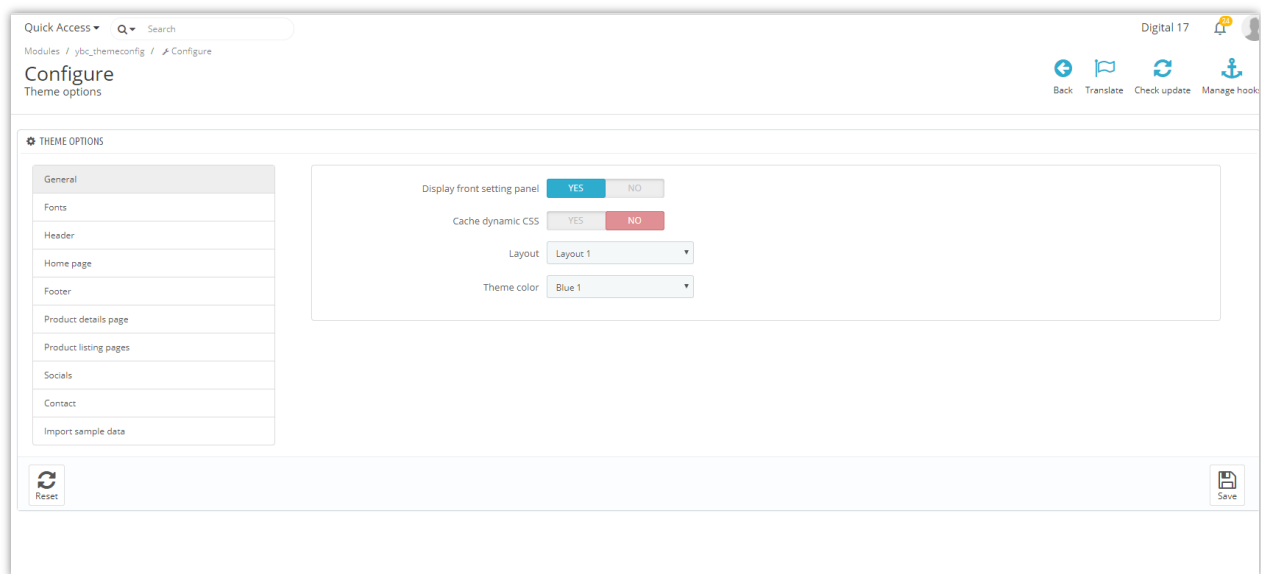 Quick Access Search Digital 17 24
Modules / ybc_themeconfig / Configure
Configure
Theme options
Back Translate Check update Manage hooks
THEME OPTIONS
General
Fonts
Header
Home page
Footer
Product details page
Product listing pages
Socials
Contact
Import sample data
Display front setting panel YES NO
Cache dynamic CSS YES NO
Layout Layout 1
Theme color Blue 1
Reset
Save